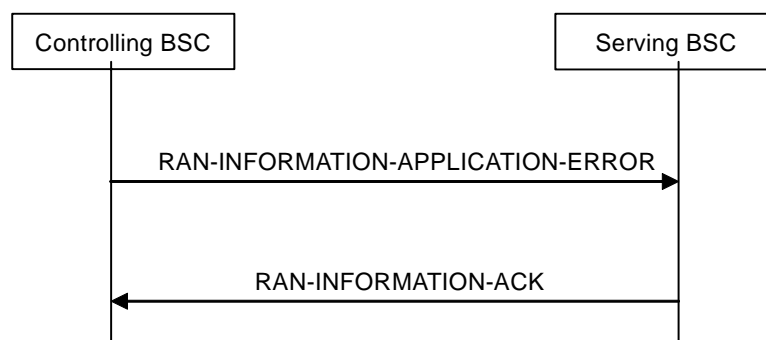 Controlling BSC
Serving BSC
RAN-INFORMATION-APPLICATION-ERROR
RAN-INFORMATION-ACK